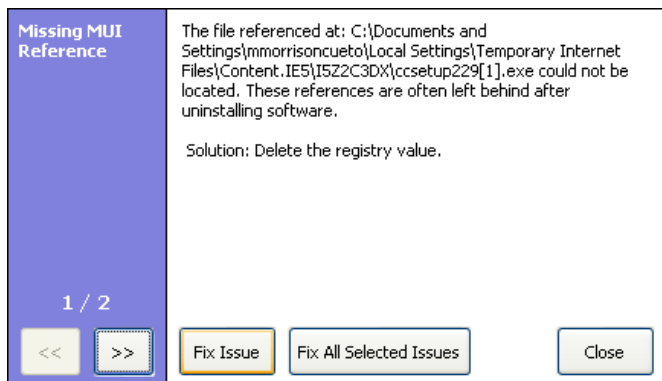 Missing MUI
Reference
The file referenced at: C:\Documents and
Settings\mmorrisoncueto\Local Settings\Temporary Internet
Files\Content.IE5\I5Z2C3DX\ccsetup229[1].exe could not be
located. These references are often left behind after
uninstalling software.
Solution: Delete the registry value.
1 / 2
<< >> Fix Issue Fix All Selected Issues Close